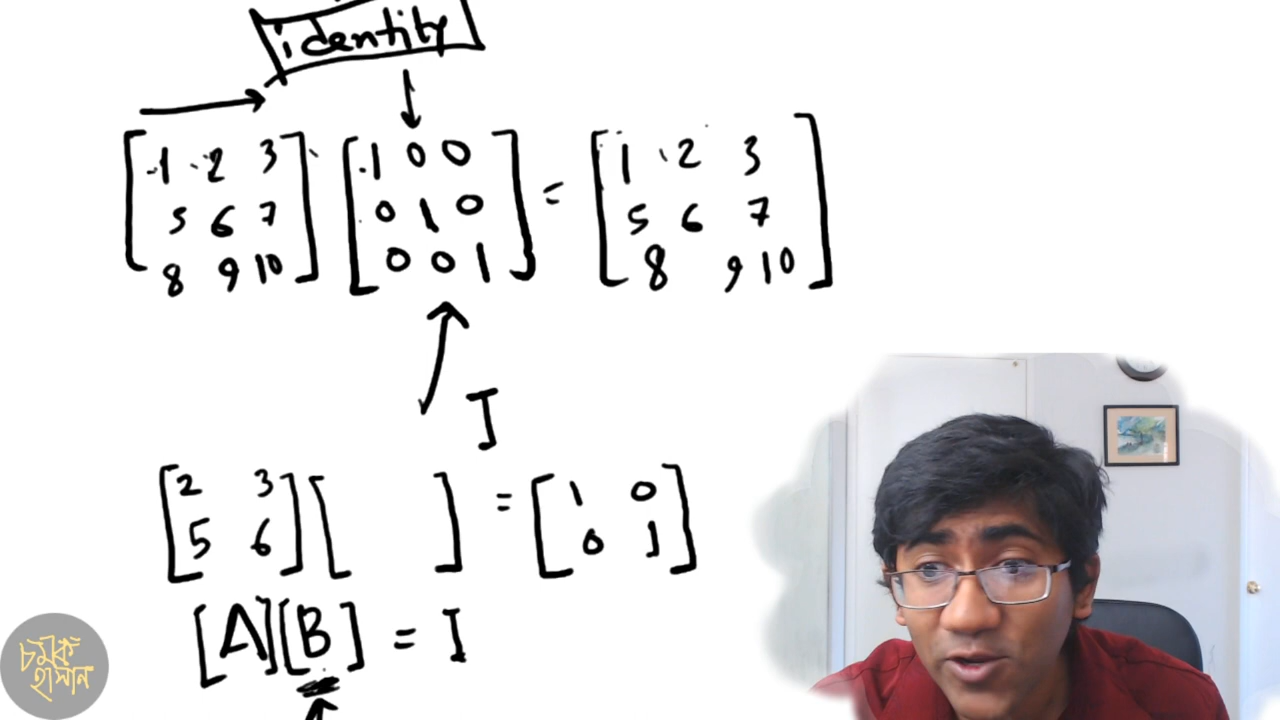 identity
[1 2 3] . [1 0 0] = [1 2 3]
[5 6 7] [0 1 0] [5 6 7]
[8 9 10] [0 0 1] [8 9 10]
I
[2 3] [ ] = [1 0]
[5 6] [ ] [0 1]
[A][B] = I
চমক
হাসান